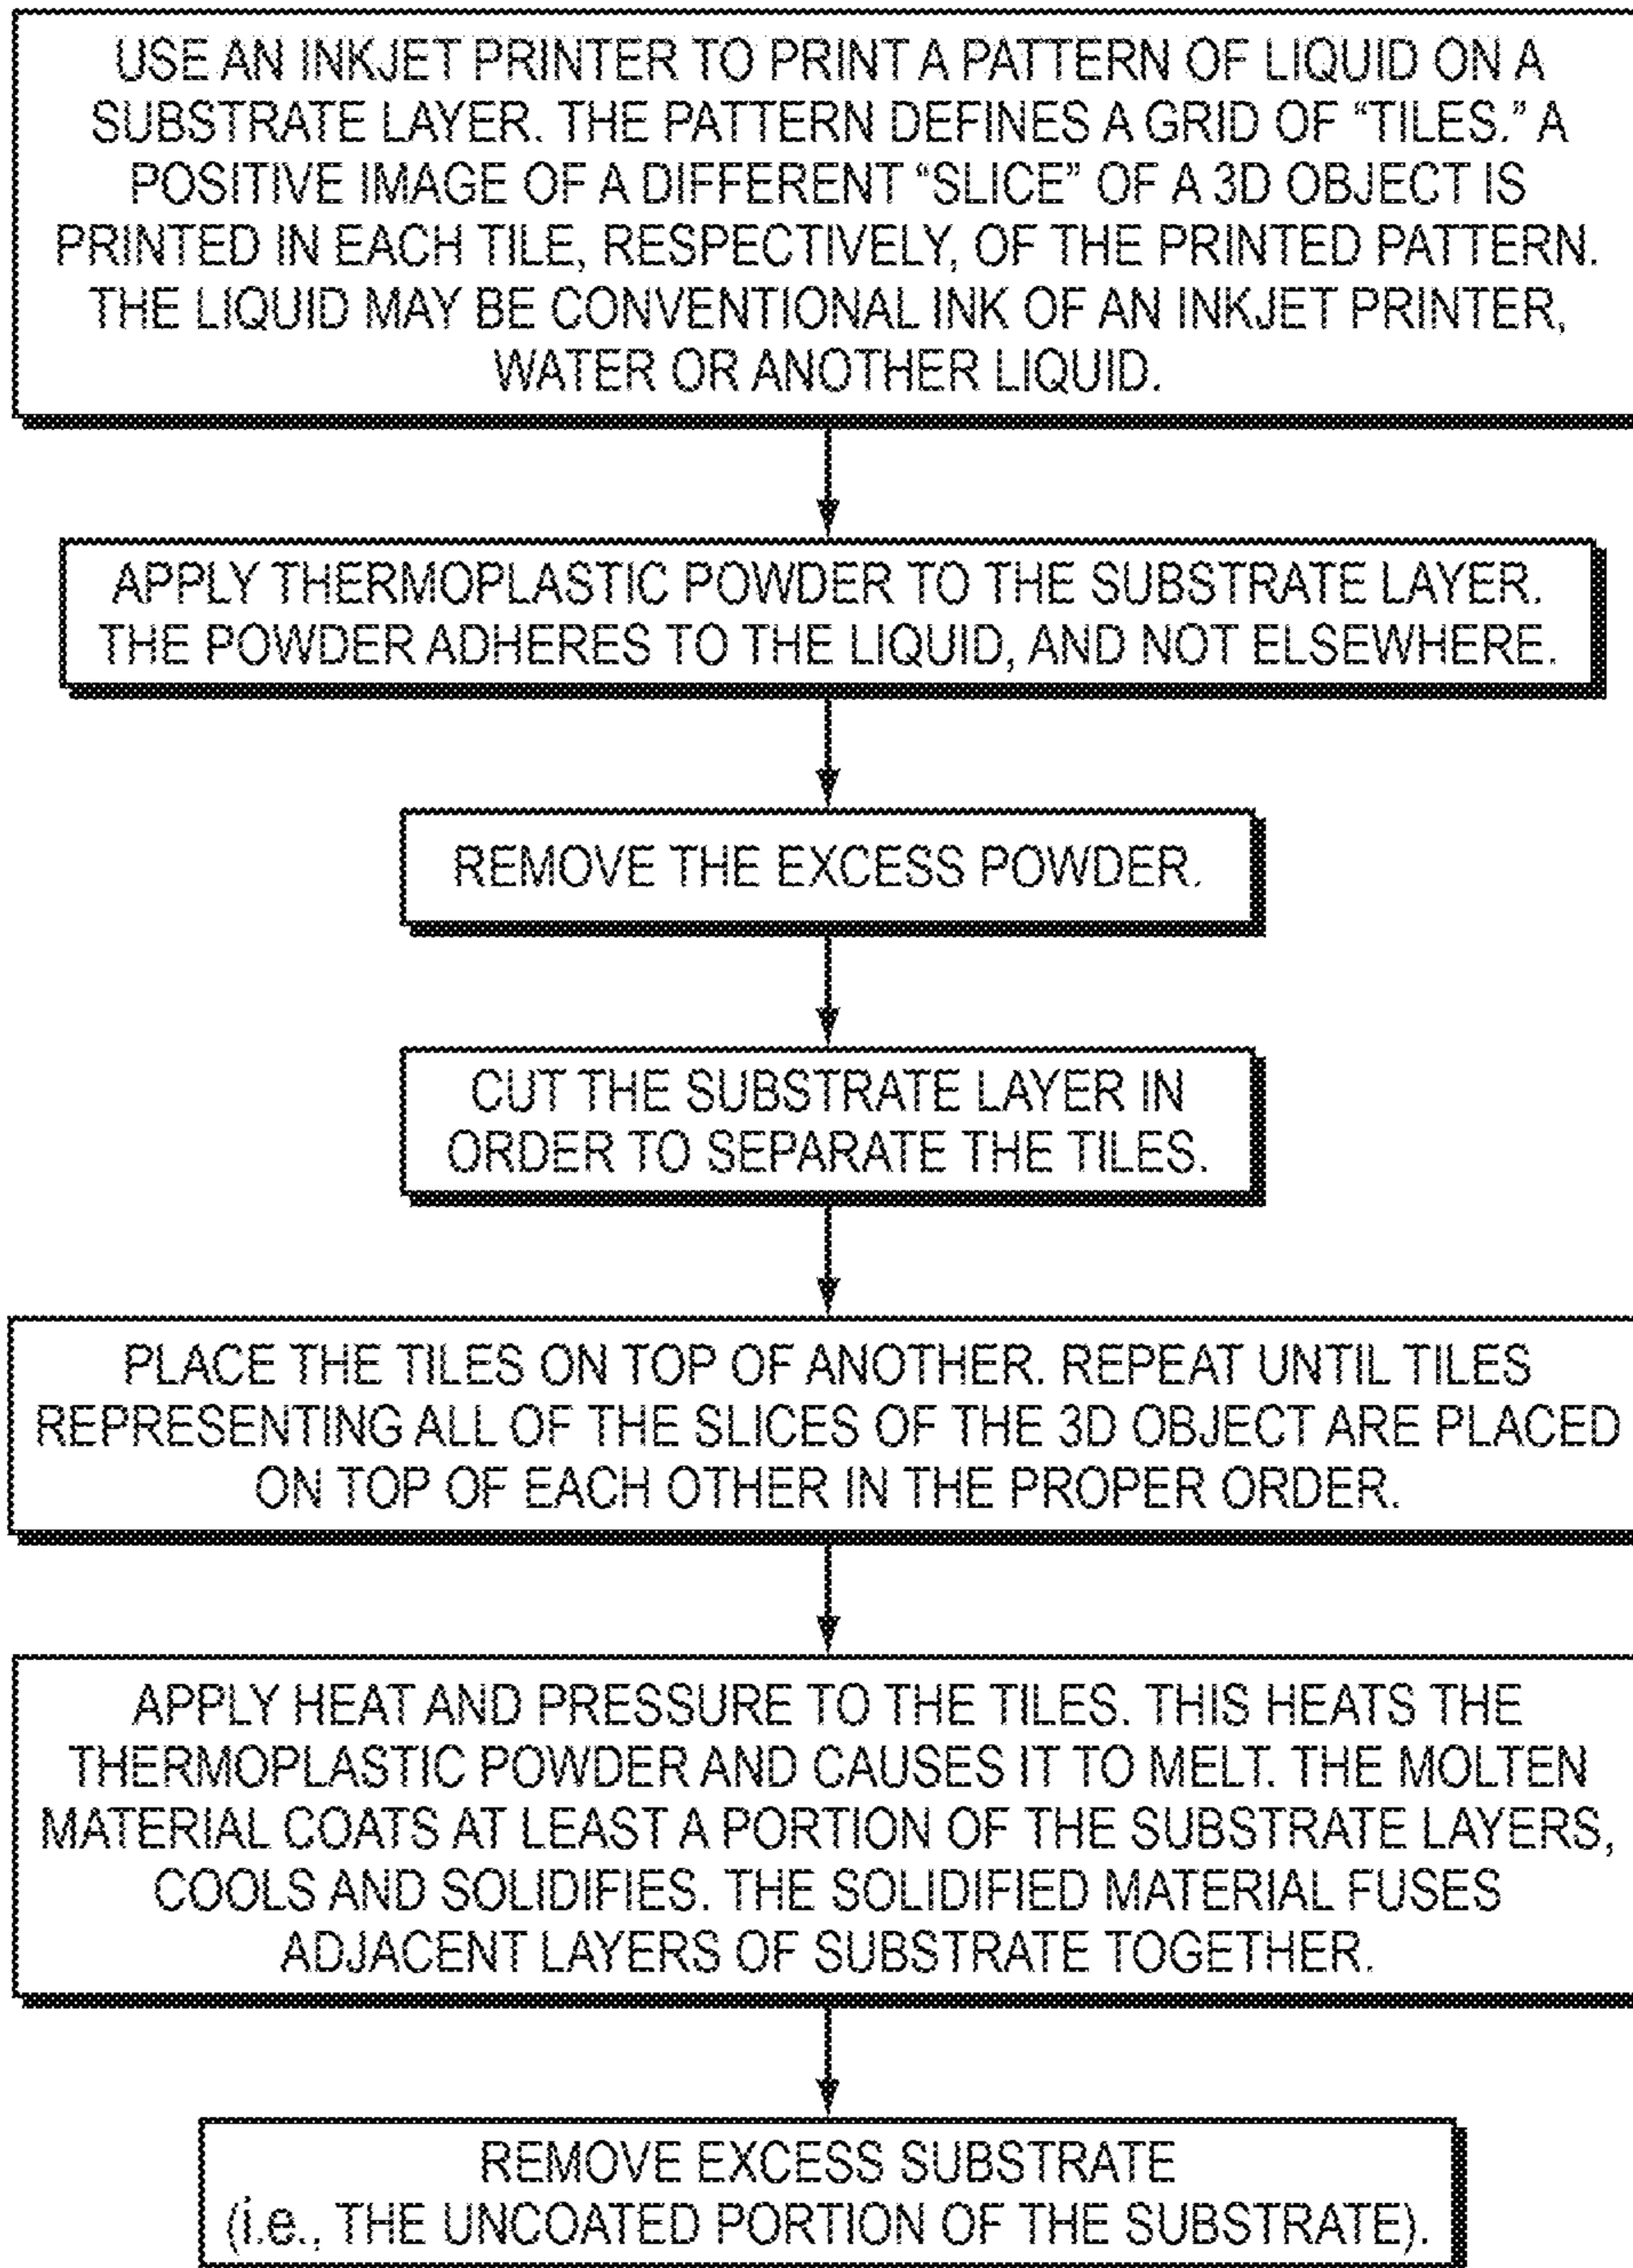 USE AN INKJET PRINTER TO PRINT A PATTERN OF LIQUID ON A
SUBSTRATE LAYER. THE PATTERN DEFINES A GRID OF “TILES.” A
POSITIVE IMAGE OF A DIFFERENT “SLICE” OF A 3D OBJECT IS
PRINTED IN EACH TILE, RESPECTIVELY, OF THE PRINTED PATTERN.
THE LIQUID MAY BE CONVENTIONAL INK OF AN INKJET PRINTER,
WATER OR ANOTHER LIQUID.
APPLY THERMOPLASTIC POWDER TO THE SUBSTRATE LAYER.
THE POWDER ADHERES TO THE LIQUID, AND NOT ELSEWHERE.
REMOVE THE EXCESS POWDER.
CUT THE SUBSTRATE LAYER IN
ORDER TO SEPARATE THE TILES.
PLACE THE TILES ON TOP OF ANOTHER. REPEAT UNTIL TILES
REPRESENTING ALL OF THE SLICES OF THE 3D OBJECT ARE PLACED
ON TOP OF EACH OTHER IN THE PROPER ORDER.
APPLY HEAT AND PRESSURE TO THE TILES. THIS HEATS THE
THERMOPLASTIC POWDER AND CAUSES IT TO MELT. THE MOLTEN
MATERIAL COATS AT LEAST A PORTION OF THE SUBSTRATE LAYERS,
COOLS AND SOLIDIFIES. THE SOLIDIFIED MATERIAL FUSES
ADJACENT LAYERS OF SUBSTRATE TOGETHER.
REMOVE EXCESS SUBSTRATE
(i.e., THE UNCOATED PORTION OF THE SUBSTRATE).